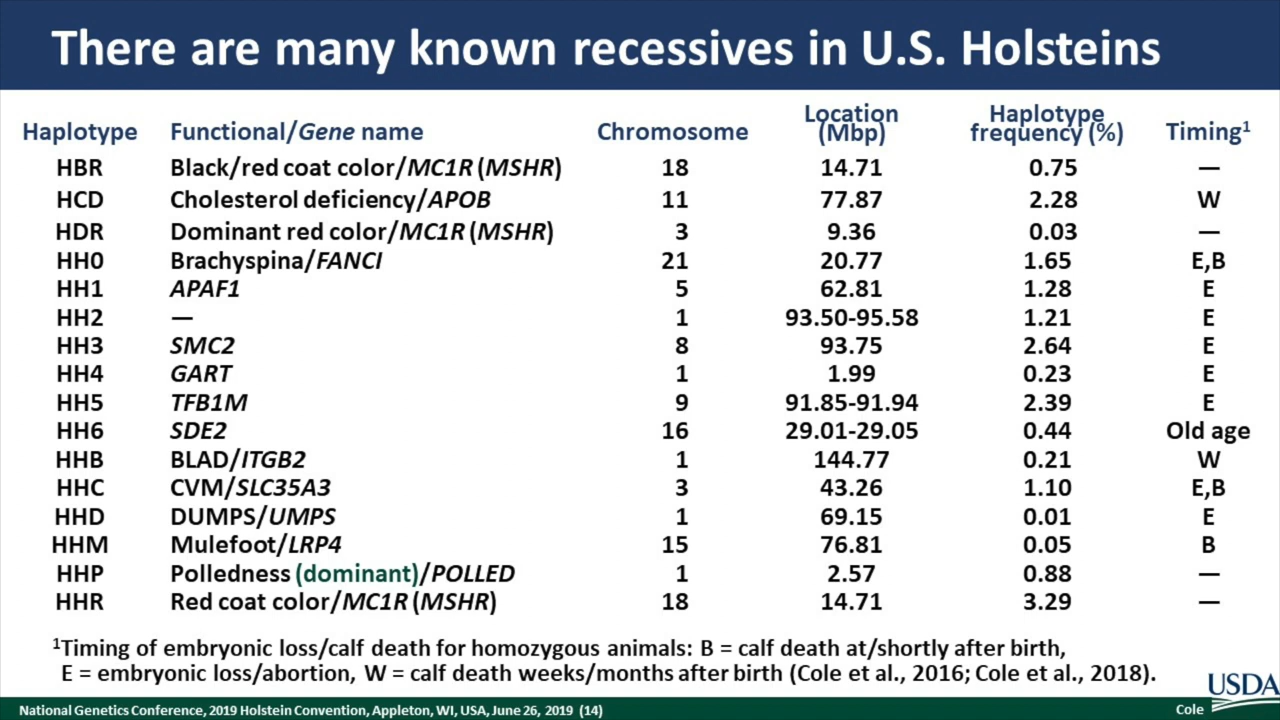 There are many known recessives in U.S. Holsteins
Haplotype Functional/Gene name Chromosome Location (Mbp) Haplotype frequency (%) Timing¹
HBR Black/red coat color/MC1R (MSHR) 18 14.71 0.75 —
HCD Cholesterol deficiency/APOB 11 77.87 2.28 W
HDR Dominant red color/MC1R (MSHR) 3 9.36 0.03 —
HH0 Brachyspina/FANCI 21 20.77 1.65 E,B
HH1 APAF1 5 62.81 1.28 E
HH2 — 1 93.50-95.58 1.21 E
HH3 SMC2 8 93.75 2.64 E
HH4 GART 1 1.99 0.23 E
HH5 TFB1M 9 91.85-91.94 2.39 E
HH6 SDE2 16 29.01-29.05 0.44 Old age
HHB BLAD/ITGB2 1 144.77 0.21 W
HHC CVM/SLC35A3 3 43.26 1.10 E,B
HHD DUMPS/UMPS 1 69.15 0.01 E
HHM Mulefoot/LRP4 15 76.81 0.05 B
HHP Polledness (dominant)/POLLED 1 2.57 0.88 —
HHR Red coat color/MC1R (MSHR) 18 14.71 3.29 —
¹Timing of embryonic loss/calf death for homozygous animals: B = calf death at/shortly after birth,
E = embryonic loss/abortion, W = calf death weeks/months after birth (Cole et al., 2016; Cole et al., 2018).
USDA
National Genetics Conference, 2019 Holstein Convention, Appleton, WI, USA, June 26, 2019 (14) Cole